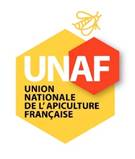 UNAF
UNION
NATIONALE
DE L'APICULTURE
FRANÇAISE